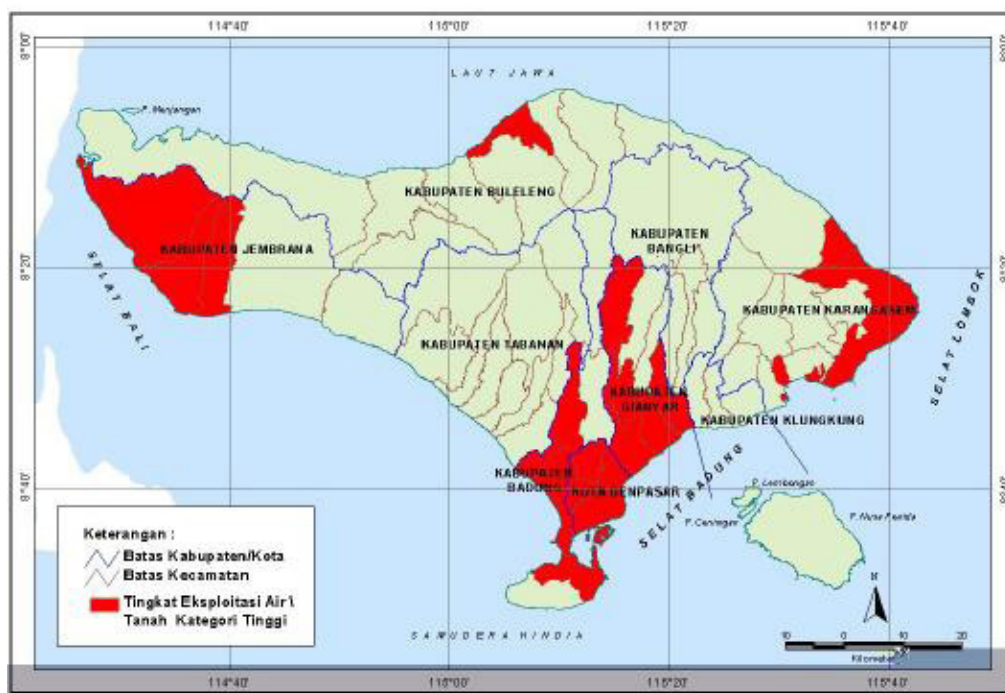 114°40'
115°00'
115°20'
115°40'
8°00'
LAUT JAWA
P. Menjangan
KABUPATEN BULELENG
KABUPATEN
BANGLI
KABUPATEN JEMBRANA
8°20'
SELAT BALI
KABUPATEN KARANGASEM
SELAT LOMBOK
KABUPATEN TABANAN
KABUPATEN
GIANYAR
KABUPATEN KLUNGKUNG
KABUPATEN
BADUNG
KOTA DENPASAR
SELAT BADUNG
8°40'
P. Lembongan
P. Ceningan
P. Nusa Penida
Keterangan :
Batas Kabupaten/Kota
Batas Kecamatan
Tingkat Eksploitasi Air \
Tanah Kategori Tinggi
SAMUDERA HINDIA
N
10 0 10 20
Kilometer
114°40'
115°00'
115°20'
115°40'